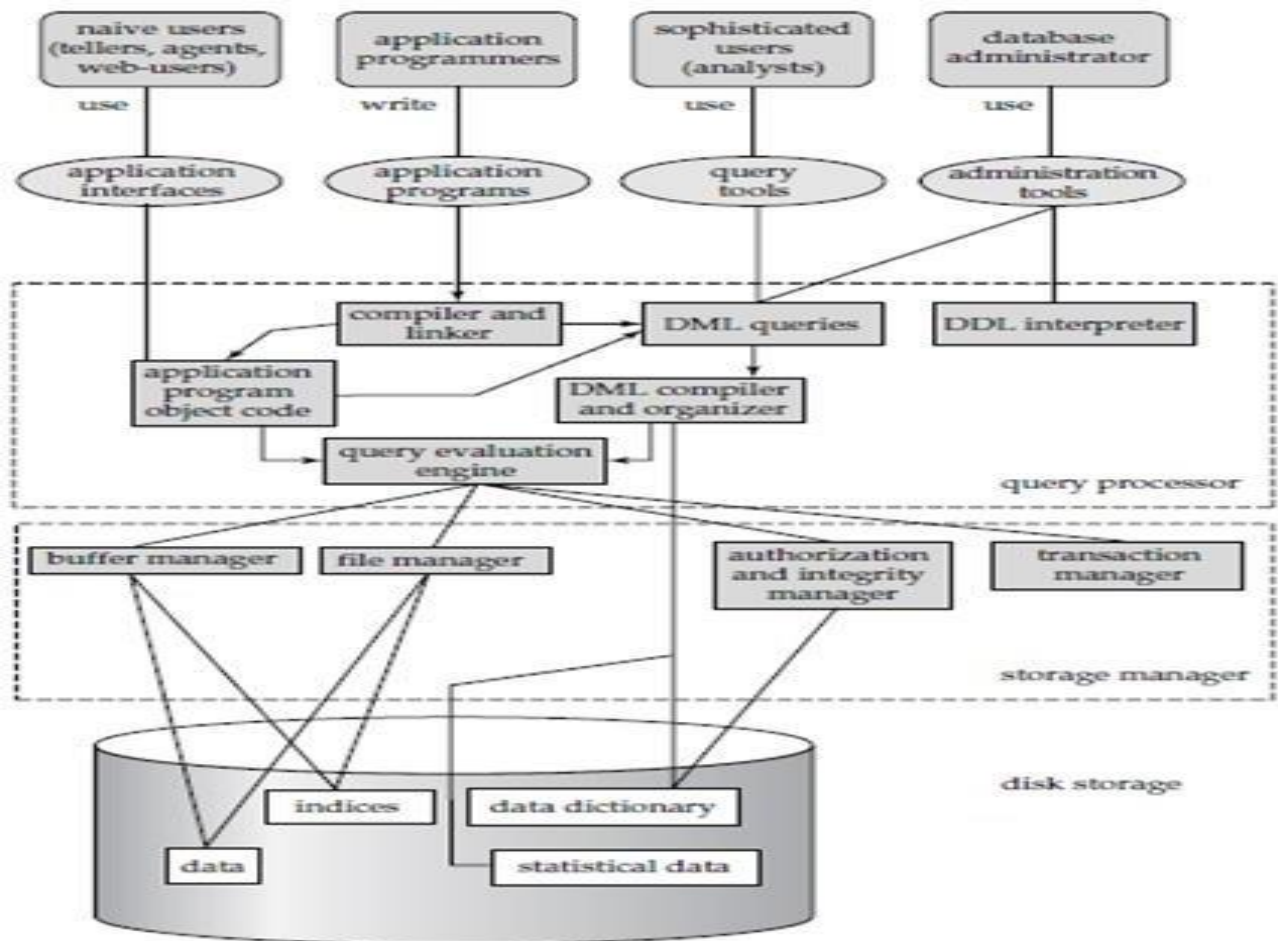 naive users
(tellers, agents,
web-users)
application
programmers
sophisticated
users
(analysts)
database
administrator
use
write
use
use
application
interfaces
application
programs
query
tools
administration
tools
compiler and
linker
DML queries
DDL interpreter
application
program
object code
DML compiler
and organizer
query evaluation
engine
query processor
buffer manager
file manager
authorization
and integrity
manager
transaction
manager
storage manager
disk storage
indices
data dictionary
data
statistical data